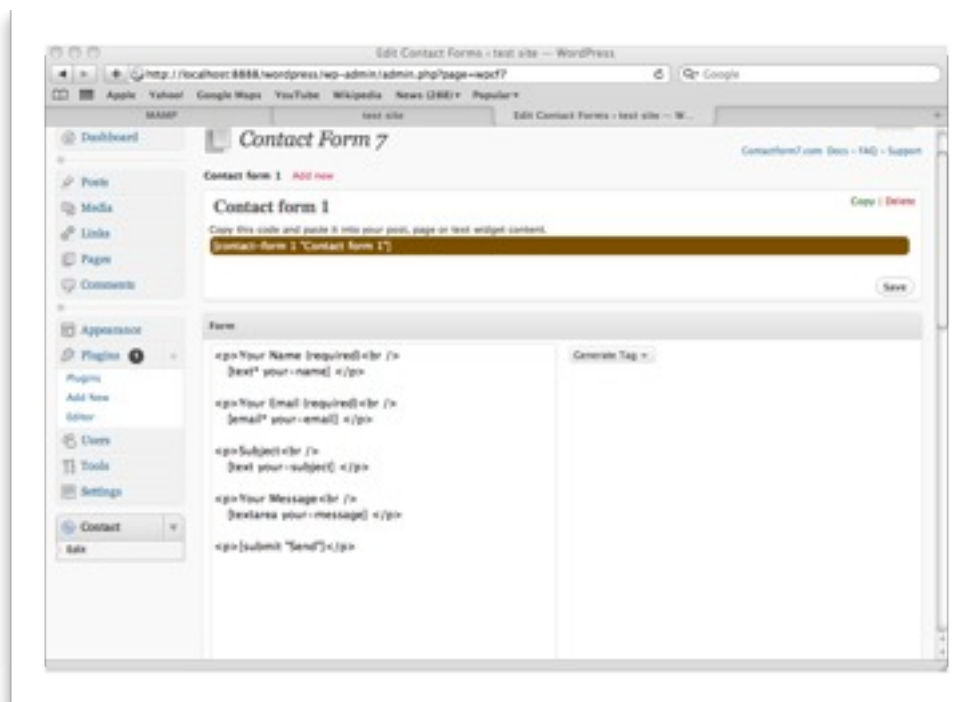 Edit Contact Forms ‹ test site — WordPress
http://localhost:8888/wordpress/wp-admin/admin.php?page=wpcf7
Google
Apple Yahoo! Google Maps YouTube Wikipedia News (288) Popular
MAMP
test site
Edit Contact Forms ‹ test site — W...
Dashboard
Contact Form 7
Contactform7.com Docs - FAQ - Support
Contact form 1 Add new
Posts
Media
Links
Pages
Comments
Contact form 1
Copy | Delete
Copy this code and paste it into your post, page or text widget content.
[contact-form 1 "Contact form 1"]
Save
Appearance
Plugins 1
Plugins
Add New
Editor
Users
Tools
Settings
Contact
Edit
Form
<p>Your Name (required)<br />
[text* your-name] </p>
<p>Your Email (required)<br />
[email* your-email] </p>
<p>Subject<br />
[text your-subject] </p>
<p>Your Message<br />
[textarea your-message] </p>
<p>[submit "Send"]</p>
Generate Tag